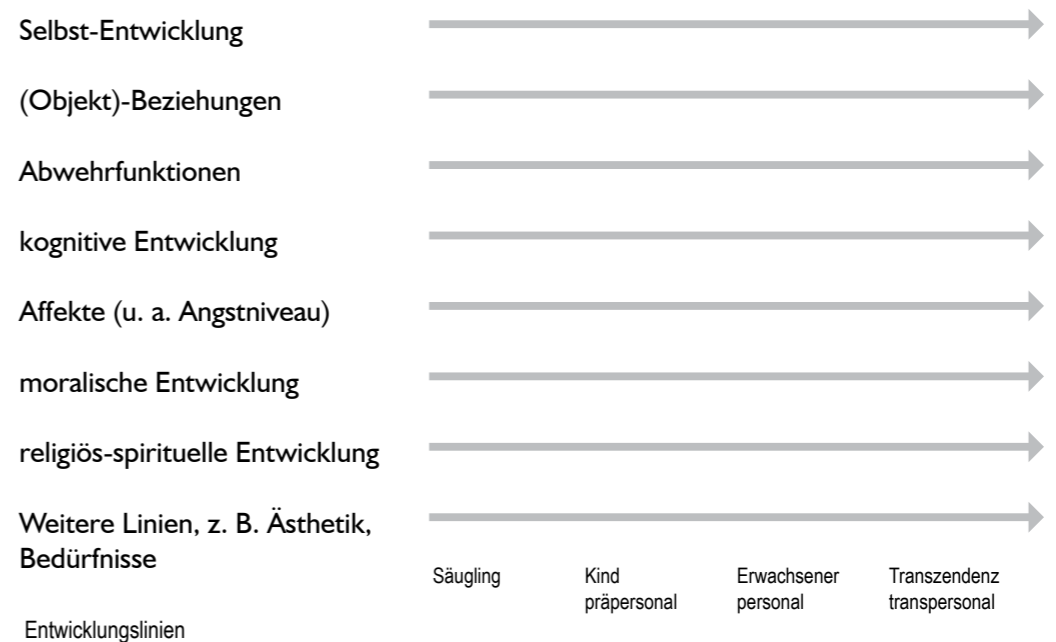 Selbst-Entwicklung
(Objekt)-Beziehungen
Abwehrfunktionen
kognitive Entwicklung
Affekte (u. a. Angstniveau)
moralische Entwicklung
religiös-spirituelle Entwicklung
Weitere Linien, z. B. Ästhetik,
Bedürfnisse
Säugling
Kind
präpersonal
Erwachsener
personal
Transzendenz
transpersonal
Entwicklungslinien